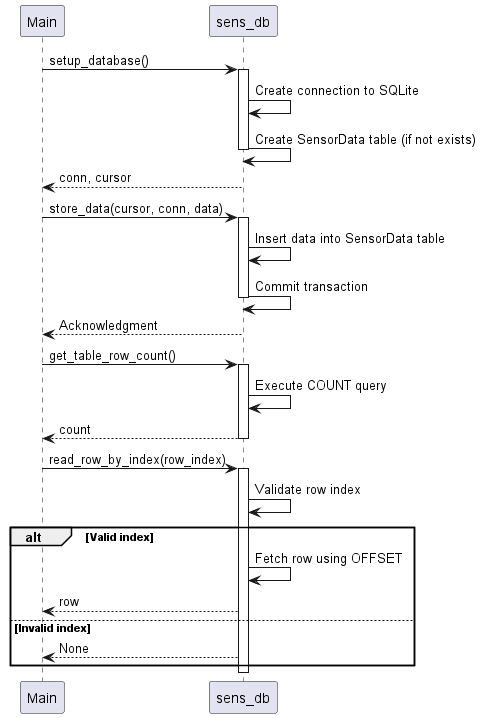 Main
sens_db
setup_database()
Create connection to SQLite
Create SensorData table (if not exists)
conn, cursor
store_data(cursor, conn, data)
Insert data into SensorData table
Commit transaction
Acknowledgment
get_table_row_count()
Execute COUNT query
count
read_row_by_index(row_index)
Validate row index
alt
[Valid index]
Fetch row using OFFSET
row
[Invalid index]
None
Main
sens_db